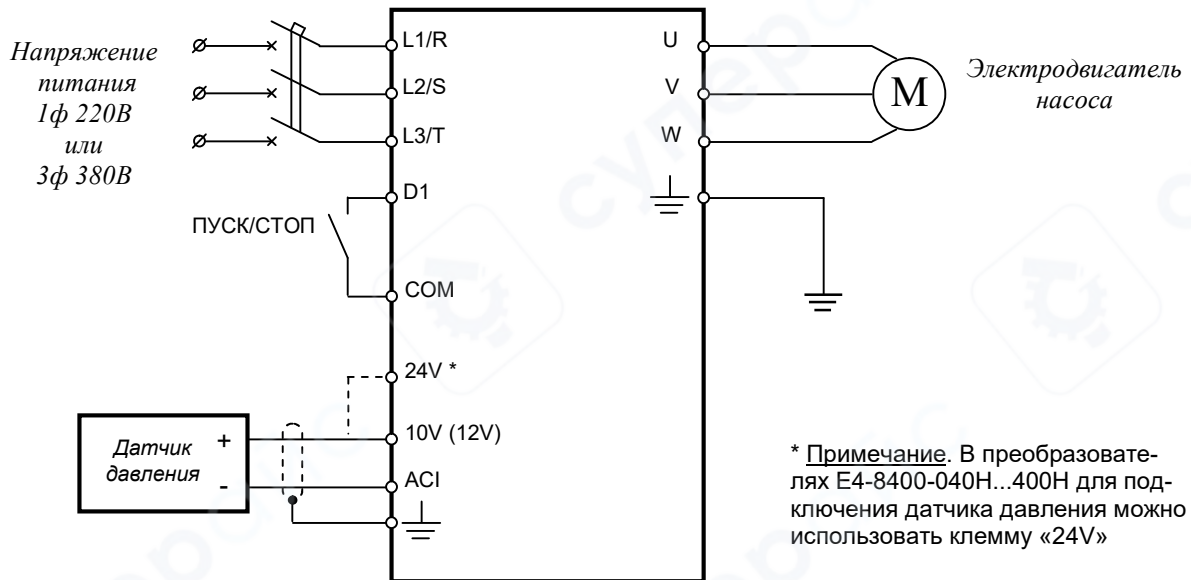 Напряжение
питания
1ф 220В
или
3ф 380В
L1/R
L2/S
L3/T
U
V
W
M
Электродвигатель
насоса
D1
ПУСК/СТОП
COM
24V *
10V (12V)
ACI
Датчик
давления
+
-
* Примечание. В преобразовате-
лях E4-8400-040H...400H для под-
ключения датчика давления можно
использовать клемму «24V»